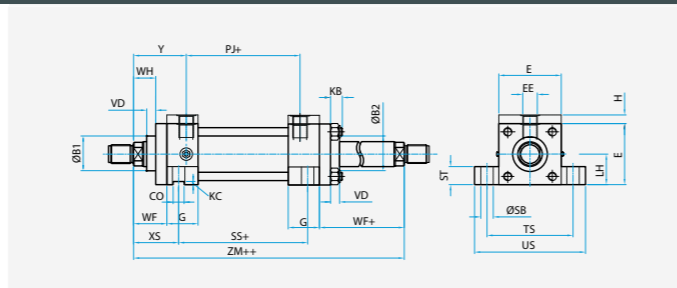 Y
PJ+
WH
KB
VD
ØB2
ØB1
CO
KC
VD
WF
G
G
WF+
XS
SS+
ZM++
E
EE
H
E
LH
ST
ØSB
TS
US